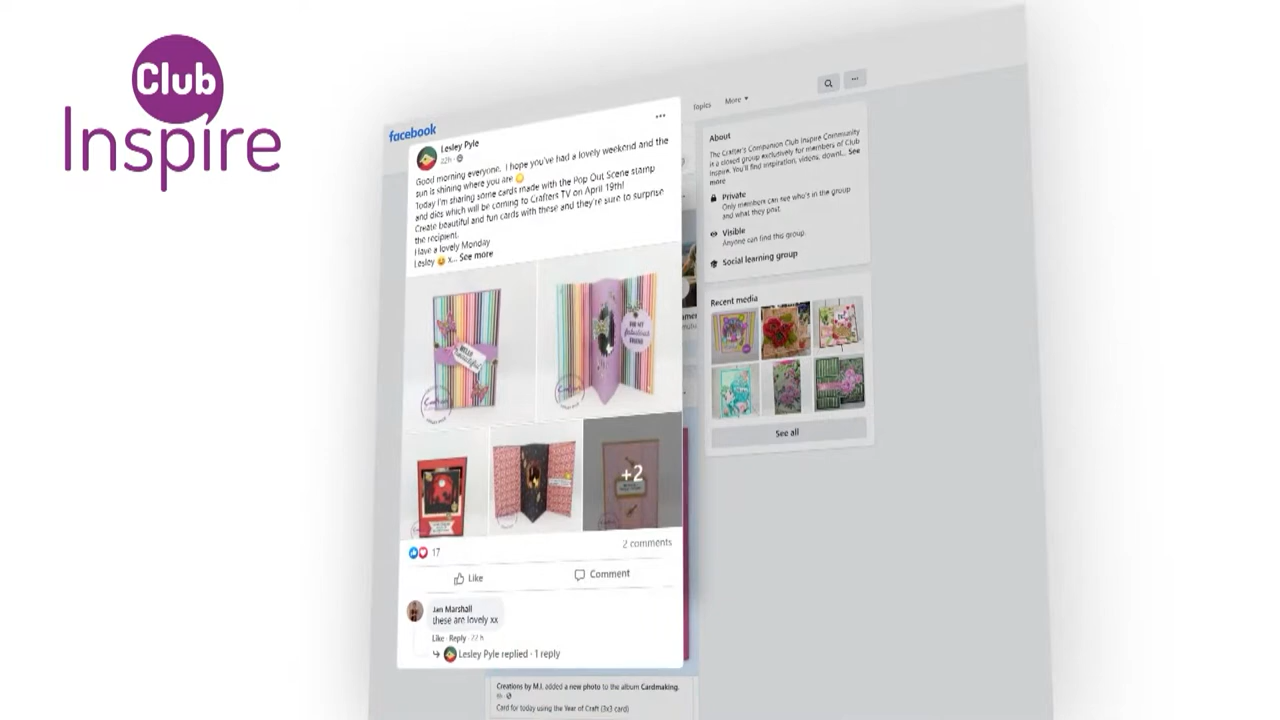 Club
Inspire
facebook
Lesley Pyle
22h
Good morning everyone. I hope you've had a lovely weekend and the
sun is shining where you are
Today I'm sharing some cards made with the Pop Out Scene stamp
and dies which will be coming to Crafters TV on April 19th!
Create beautiful and fun cards with these and they're sure to surprise
the recipient.
Have a lovely Monday
Lesley x... See more
HELLO
beautiful
FOR MY
fabulous
FRIEND
+2
17
2 comments
Like
Comment
Jan Marshall
these are lovely xx
Like · Reply · 22 h
Lesley Pyle replied · 1 reply
Creations by M.J. added a new photo to the album Cardmaking.
Card for today using the Year of Craft (3x3 card)
Topics
More
About
The Crafter's Companion Club Inspire Community
is a closed group exclusively for members of Club
Inspire. You'll find inspiration, videos, downl... See
more
Private
Only members can see who's in the group
and what they post.
Visible
Anyone can find this group.
Social learning group
Recent media
See all